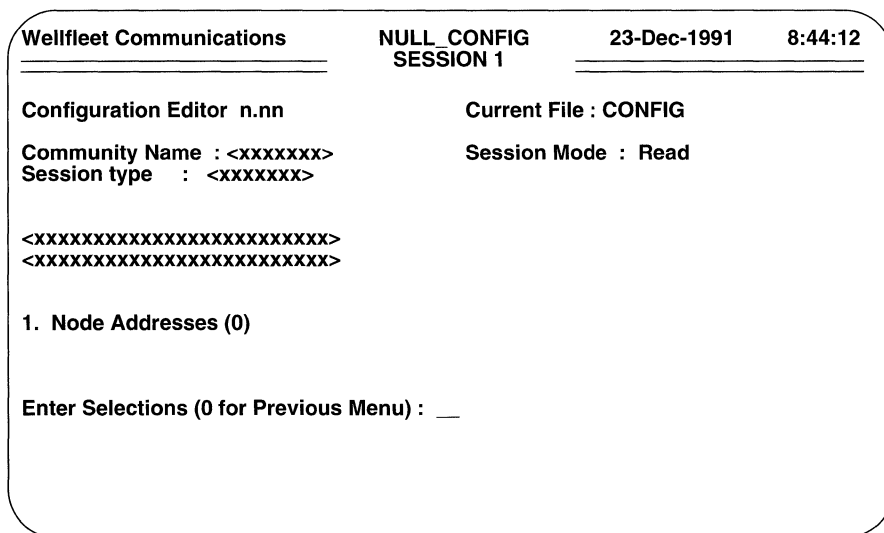 Wellfleet Communications NULL_CONFIG 23-Dec-1991 8:44:12
SESSION 1
Configuration Editor n.nn Current File : CONFIG
Community Name : <xxxxxxx> Session Mode : Read
Session type : <xxxxxxx>
<xxxxxxxxxxxxxxxxxxxxxxxxx>
<xxxxxxxxxxxxxxxxxxxxxxxxx>
1. Node Addresses (0)
Enter Selections (0 for Previous Menu) : __